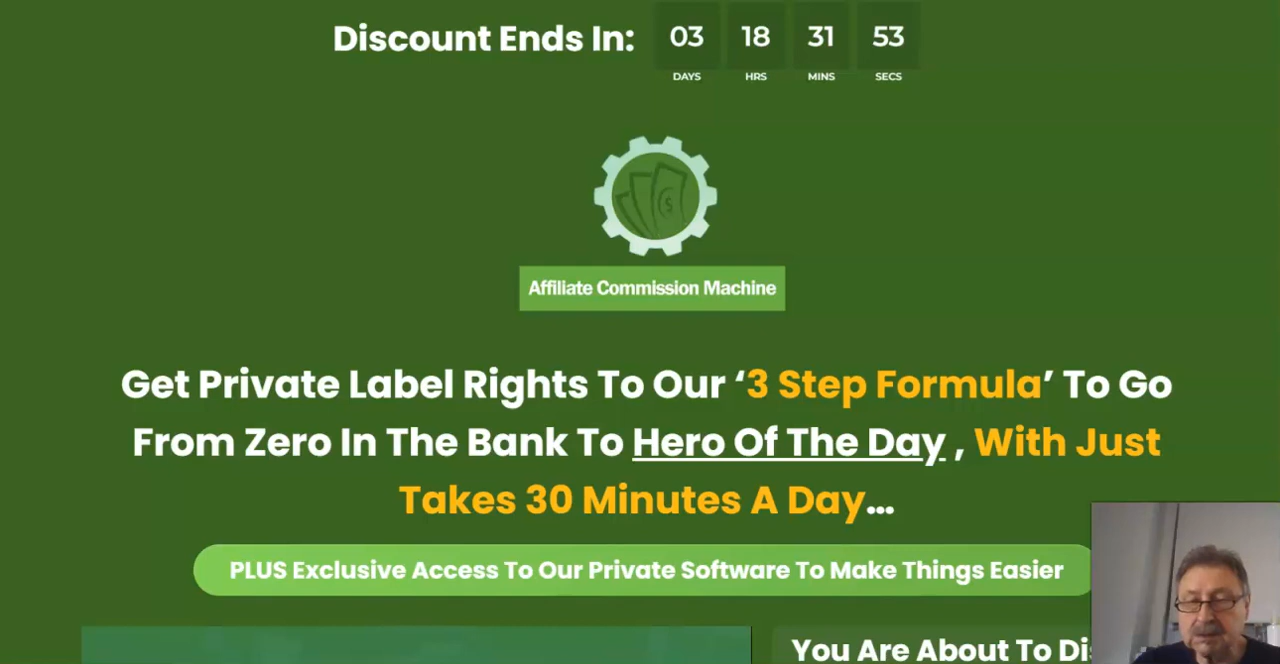 Discount Ends In:
03 18 31 53
DAYS HRS MINS SECS
Affiliate Commission Machine
Get Private Label Rights To Our ‘3 Step Formula’ To Go
From Zero In The Bank To Hero Of The Day , With Just
Takes 30 Minutes A Day...
PLUS Exclusive Access To Our Private Software To Make Things Easier
You Are About To